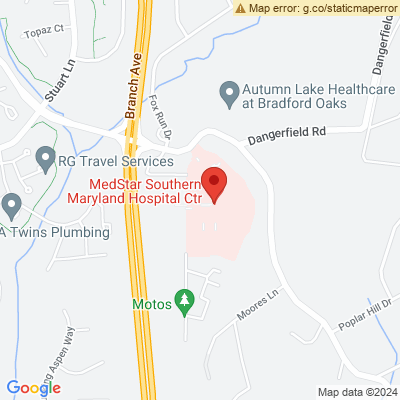 Map error: g.co/staticmaperror
Topaz Ct
Stuart Ln
Branch Ave
Dangerfield
Fox Run Dr
Autumn Lake Healthcare
at Bradford Oaks
Dangerfield Rd
RG Travel Services
MedStar Southern
Maryland Hospital Ctr
A Twins Plumbing
Motos
Moores Ln
Poplar Hill Dr
ng Aspen Way
Google
Map data ©2024